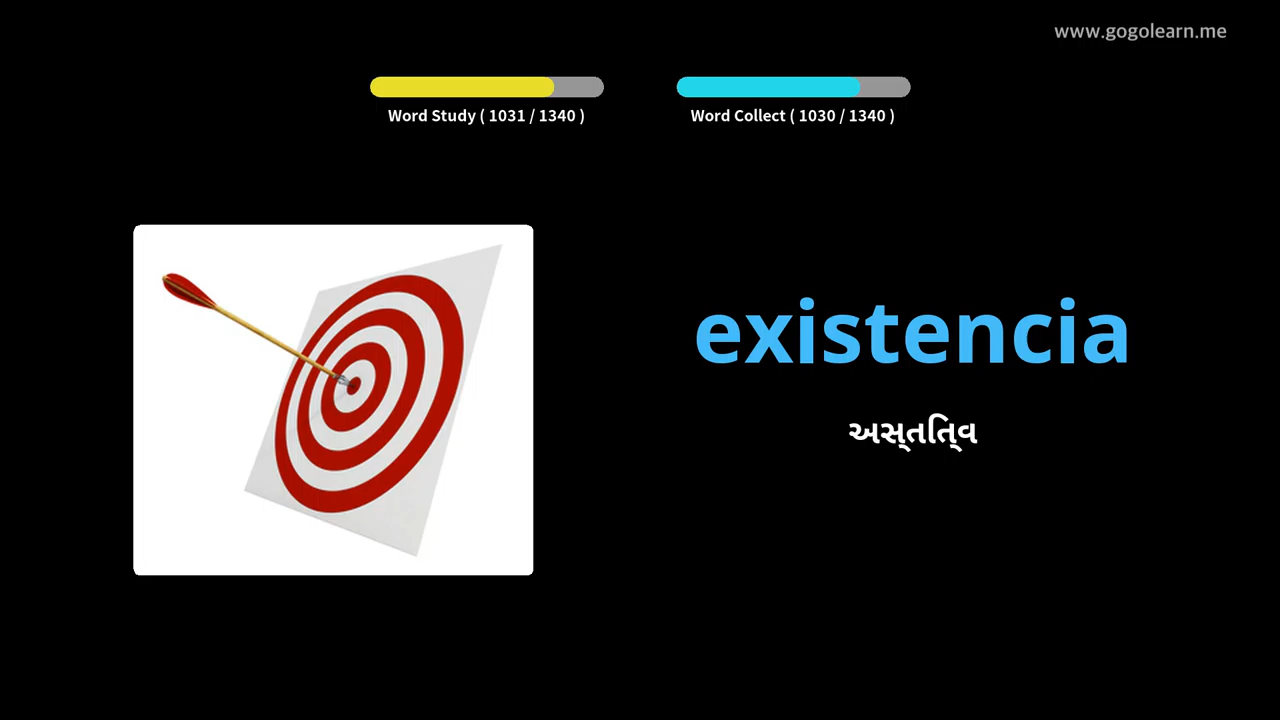 www.gogolearn.me
Word Study ( 1031 / 1340 )
Word Collect ( 1030 / 1340 )
existencia
અસ્તિત્વ